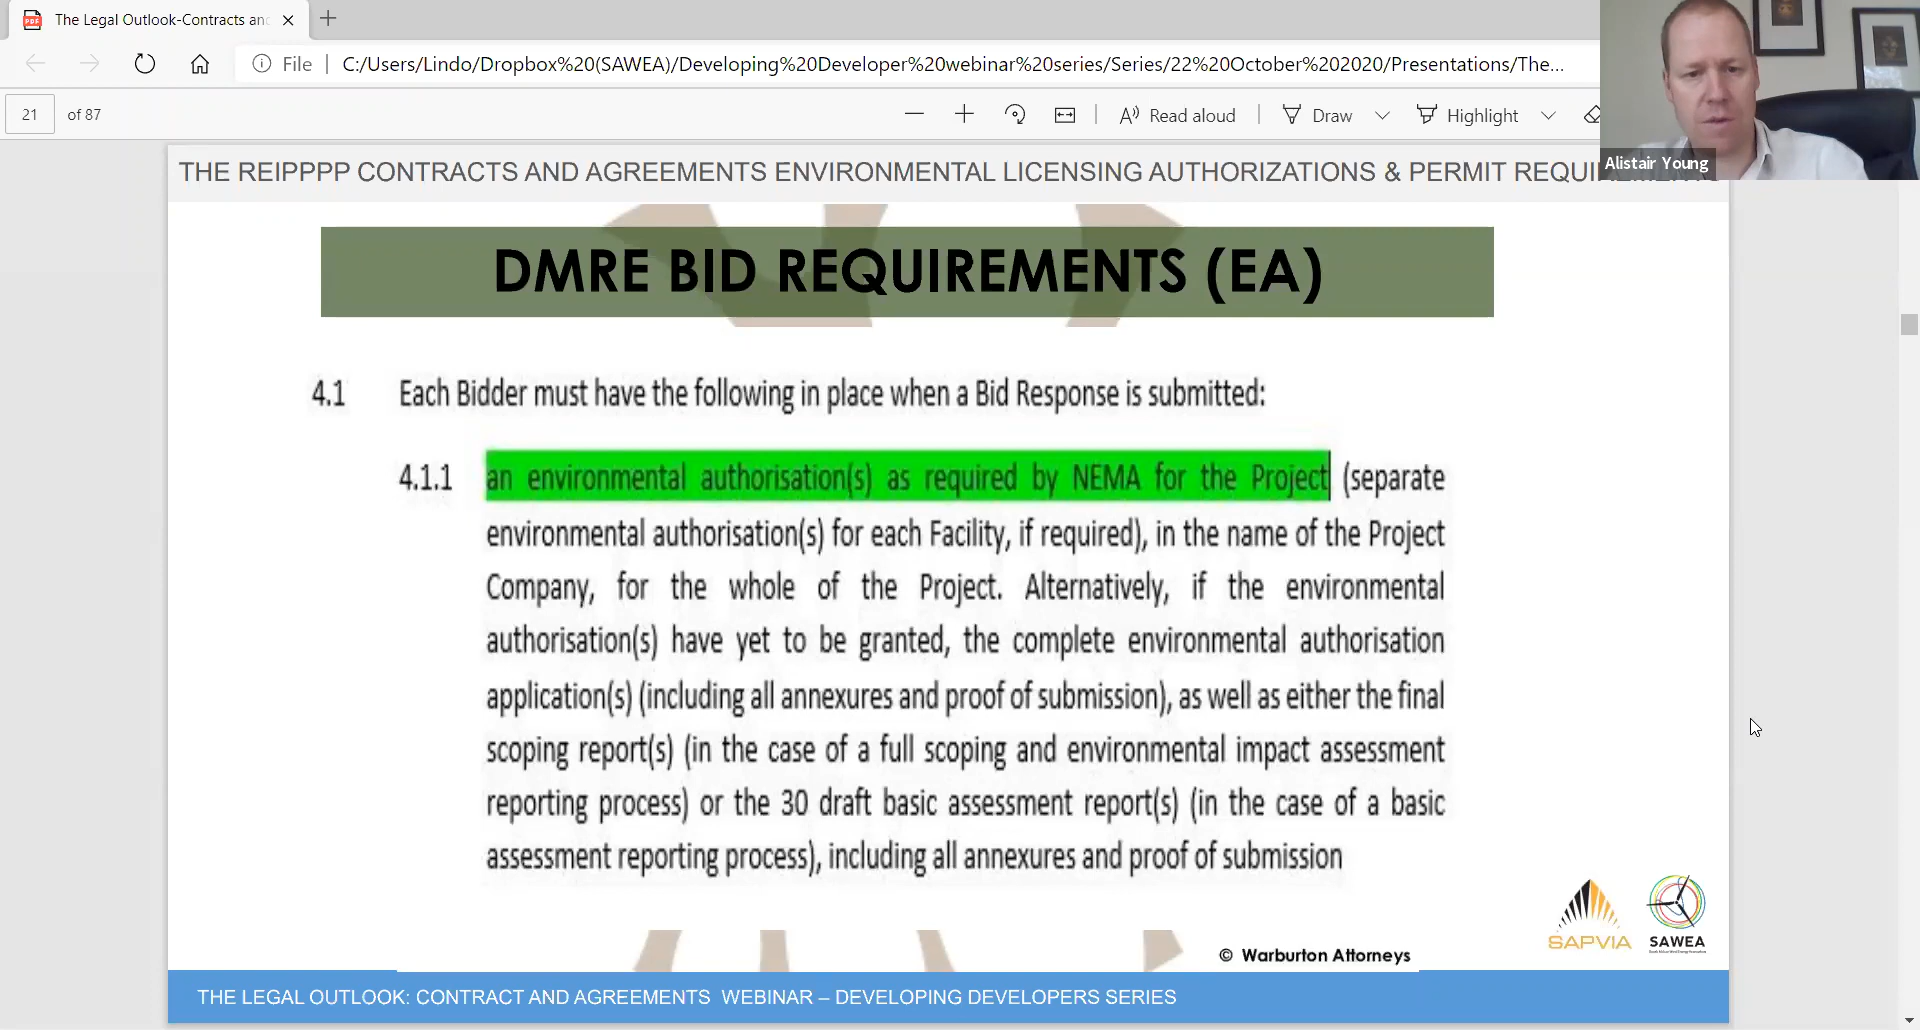 The Legal Outlook-Contracts an
File
C:/Users/Lindo/Dropbox%20(SAWEA)/Developing%20Developer%20webinar%20series/Series/22%20October%202020/Presentations/The...
21 of 87
Read aloud
Draw
Highlight
Alistair Young
THE REIPPPP CONTRACTS AND AGREEMENTS ENVIRONMENTAL LICENSING AUTHORIZATIONS & PERMIT
DMRE BID REQUIREMENTS (EA)
4.1 Each Bidder must have the following in place when a Bid Response is submitted:
4.1.1 an environmental authorisation(s) as required by NEMA for the Project (separate
environmental authorisation(s) for each Facility, if required), in the name of the Project
Company, for the whole of the Project. Alternatively, if the environmental
authorisation(s) have yet to be granted, the complete environmental authorisation
application(s) (including all annexures and proof of submission), as well as either the final
scoping report(s) (in the case of a full scoping and environmental impact assessment
reporting process) or the 30 draft basic assessment report(s) (in the case of a basic
assessment reporting process), including all annexures and proof of submission
SAPVIA
SAWEA
© Warburton Attorneys
THE LEGAL OUTLOOK: CONTRACT AND AGREEMENTS WEBINAR – DEVELOPING DEVELOPERS SERIES